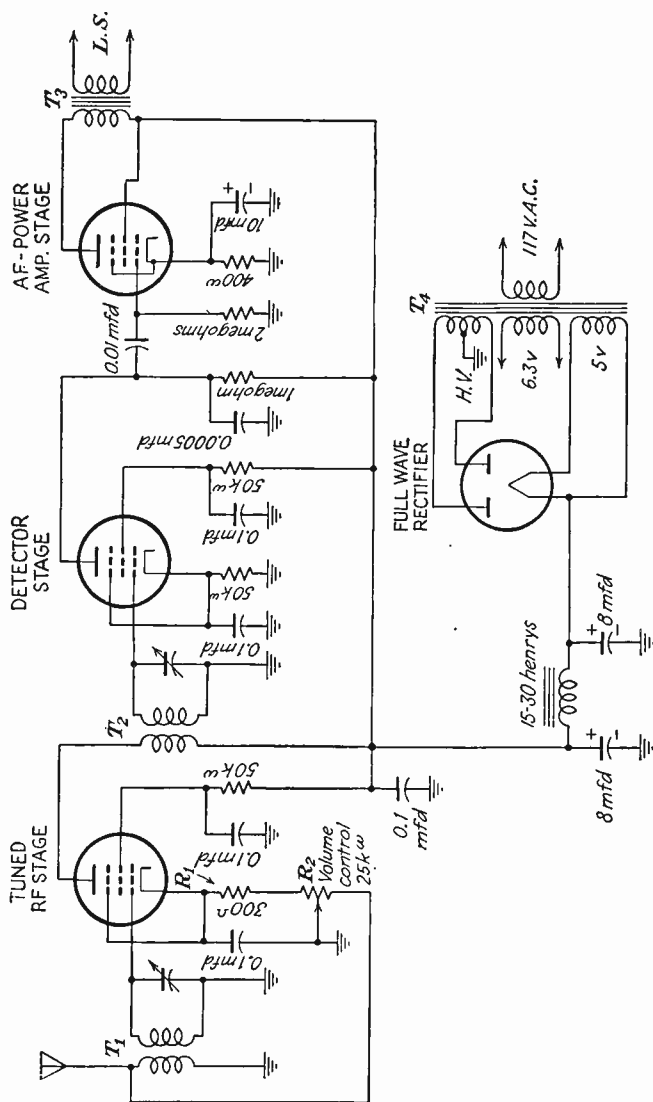 TUNED
RF STAGE
DETECTOR
STAGE
AF-POWER
AMP. STAGE
T1
0.1mfd
R1
300Ω
R2
Volume
control
25kω
0.1mfd
50kω
0.1
mfd
T2
0.1mfd
50kω
0.1mfd
50kω
0.0005mfd
1megohm
0.01mfd
2megohms
400ω
10mfd
+
-
T3
L.S.
FULL WAVE
RECTIFIER
T4
H.V.
6.3v
5v
117V.A.C.
15-30 henrys
8mfd
+
-
8mfd
+
-